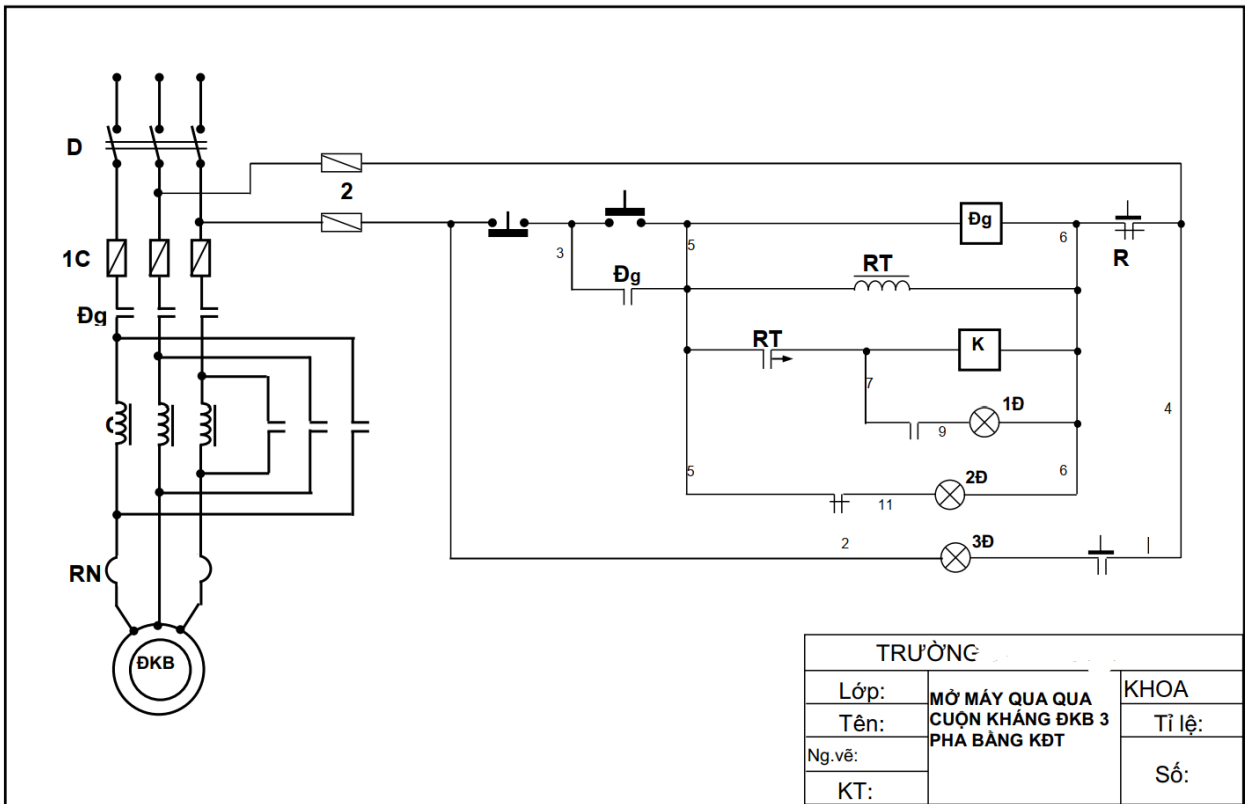 D
2
1C
Đg
3
Đg
5
Đg
6
R
RT
RT
K
7
1Đ
9
4
5
2Đ
11
6
2
3Đ
RN
ĐKB
TRƯỜNG
Lớp:
MỞ MÁY QUA QUA
KHOA
Tên:
CUỘN KHÁNG ĐKB 3
Tỉ lệ:
PHA BẰNG KĐT
Ng.vẽ:
Số:
KT: